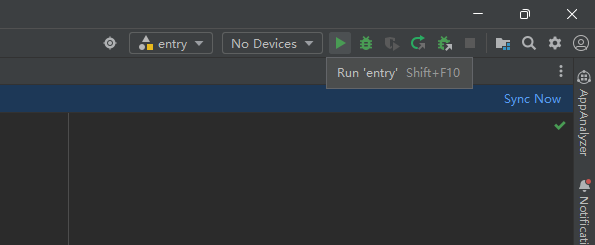 entry
No Devices
Run 'entry' Shift+F10
Sync Now
AppAnalyzer
Notificati